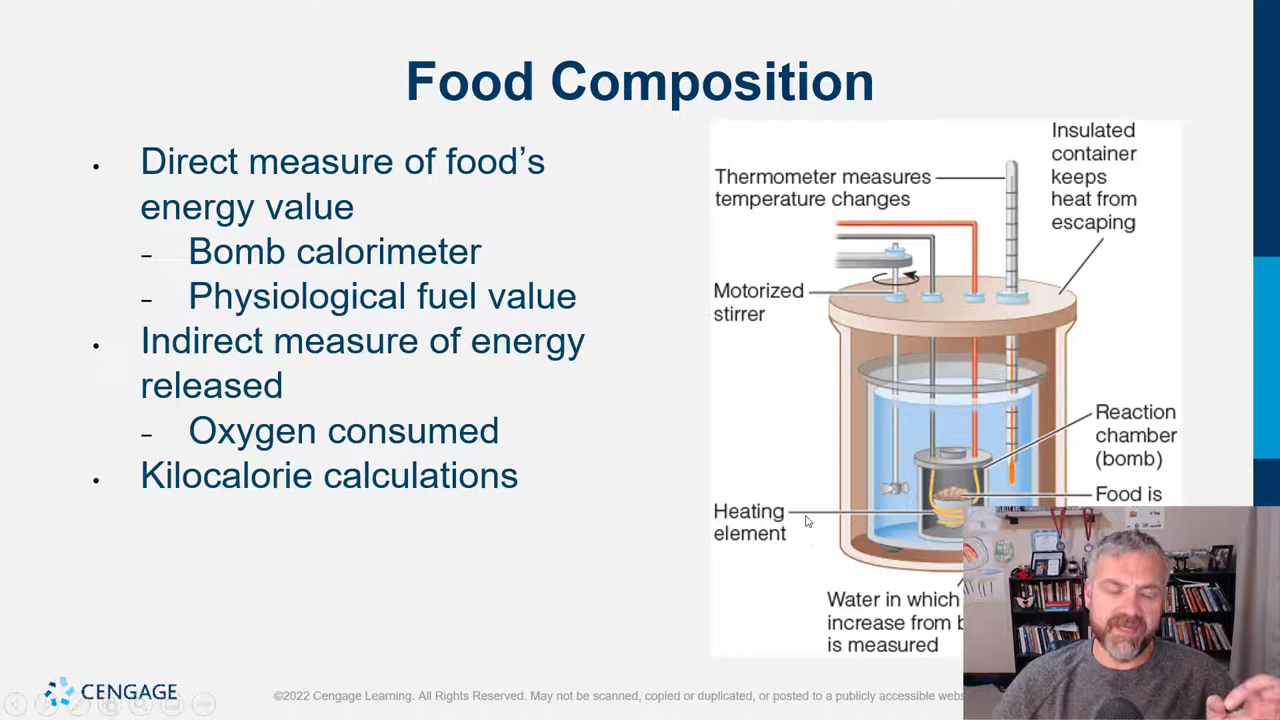 Food Composition
• Direct measure of food’s
energy value
– Bomb calorimeter
– Physiological fuel value
• Indirect measure of energy
released
– Oxygen consumed
• Kilocalorie calculations
Thermometer measures
temperature changes
Insulated
container
keeps
heat from
escaping
Motorized
stirrer
Reaction
chamber
(bomb)
Food is
Heating
element
Water in which
increase from
is measured
CENGAGE
©2022 Cengage Learning. All Rights Reserved. May not be scanned, copied or duplicated, or posted to a publicly accessible